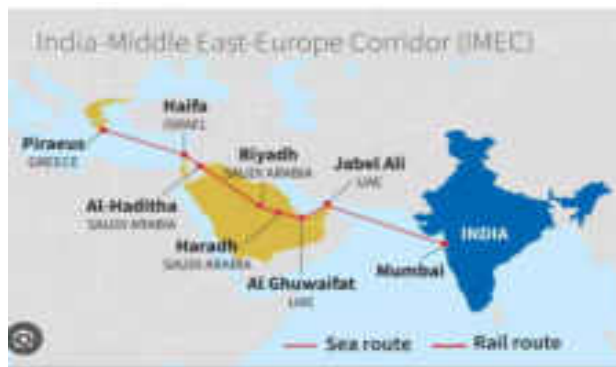 India-Middle East-Europe Corridor (IMEC)
Haifa
ISRAEL
Piraeus
GREECE
Riyadh
SAUDI ARABIA
Jabel Ali
UAE
Al-Haditha
SAUDI ARABIA
INDIA
Haradh
SAUDI ARABIA
Mumbai
Al Ghuwaifat
UAE
Sea route
Rail route